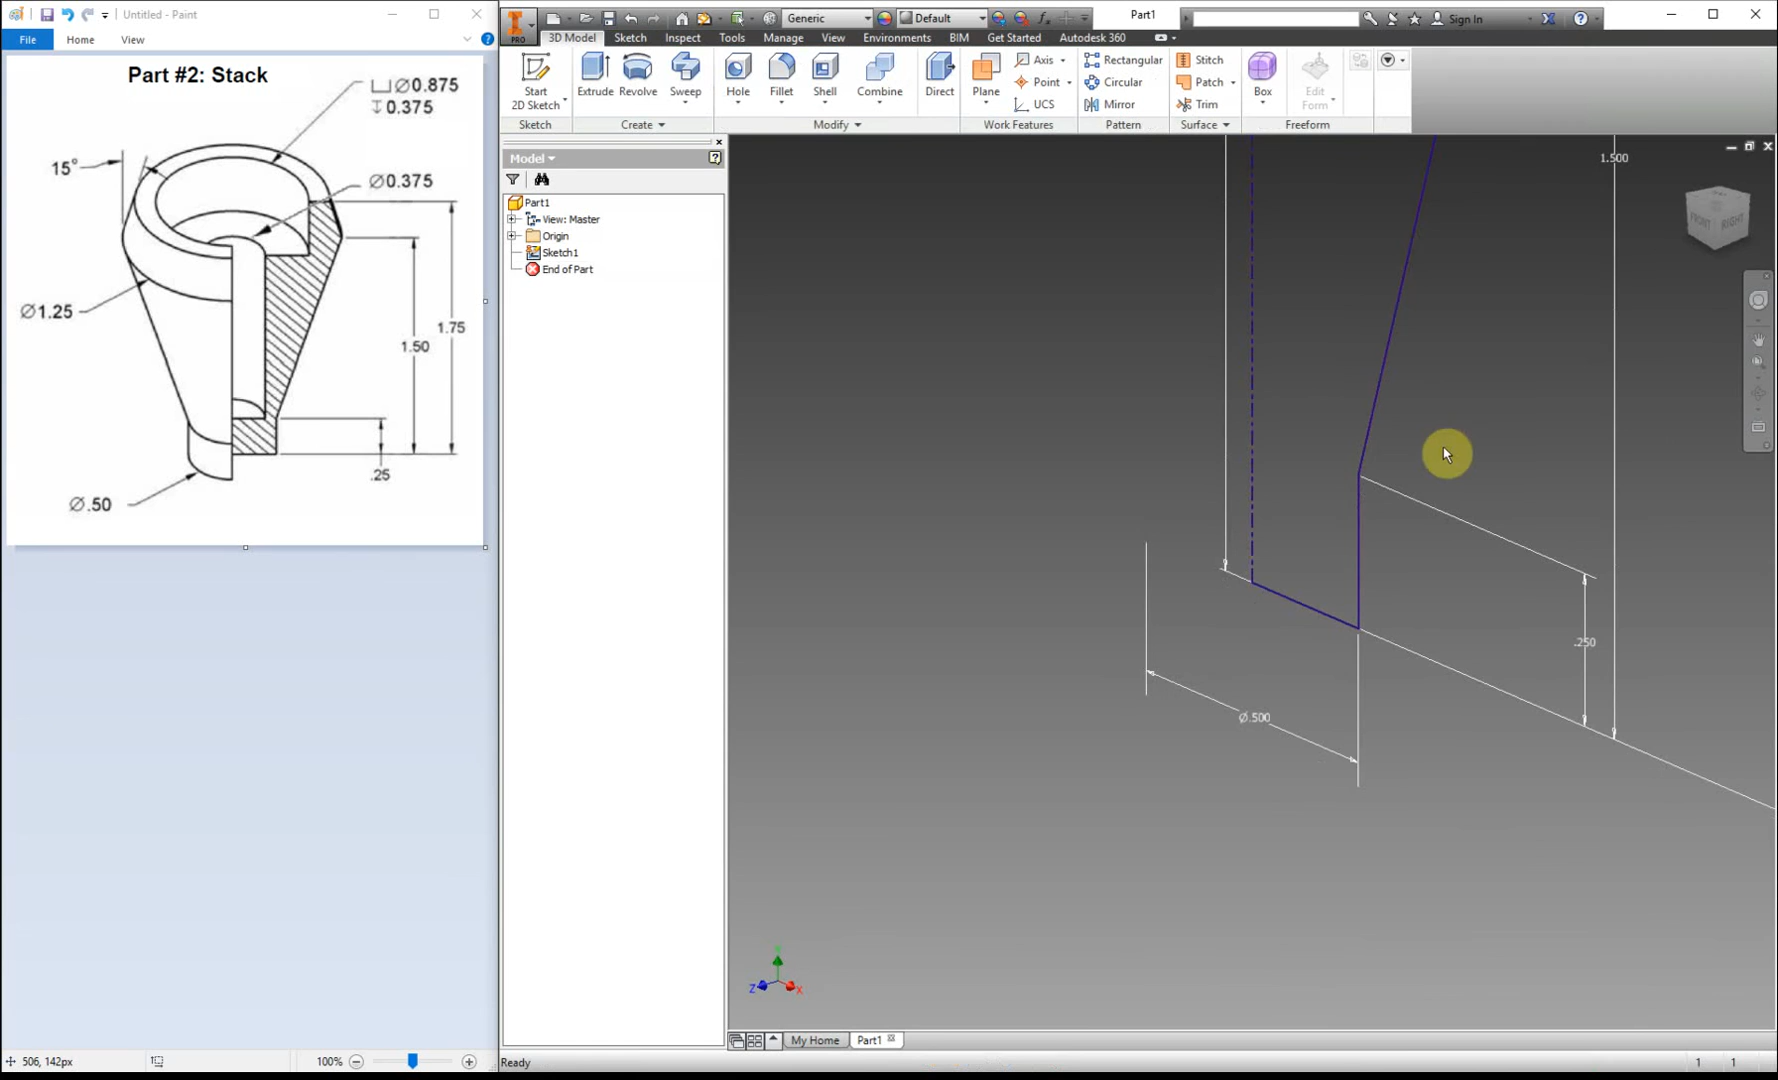 Untitled - Paint
File Home View
Part #2: Stack
⌴Ø0.875
↧0.375
15°
Ø0.375
Ø1.25
1.75
1.50
.25
Ø.50
506, 142px
100%
PRO
Generic
Default
Part1
Sign In
3D Model Sketch Inspect Tools Manage View Environments BIM Get Started Autodesk 360
Start
2D Sketch
Extrude
Revolve
Sweep
Hole
Fillet
Shell
Combine
Direct
Plane
Axis
Point
UCS
Rectangular
Circular
Mirror
Stitch
Patch
Trim
Box
Edit
Form
Sketch
Create
Modify
Work Features
Pattern
Surface
Freeform
Model
Part1
View: Master
Origin
Sketch1
End of Part
1.500
FRONT
RIGHT
.250
Ø.500
Z
X
My Home
Part1
Ready
1 1